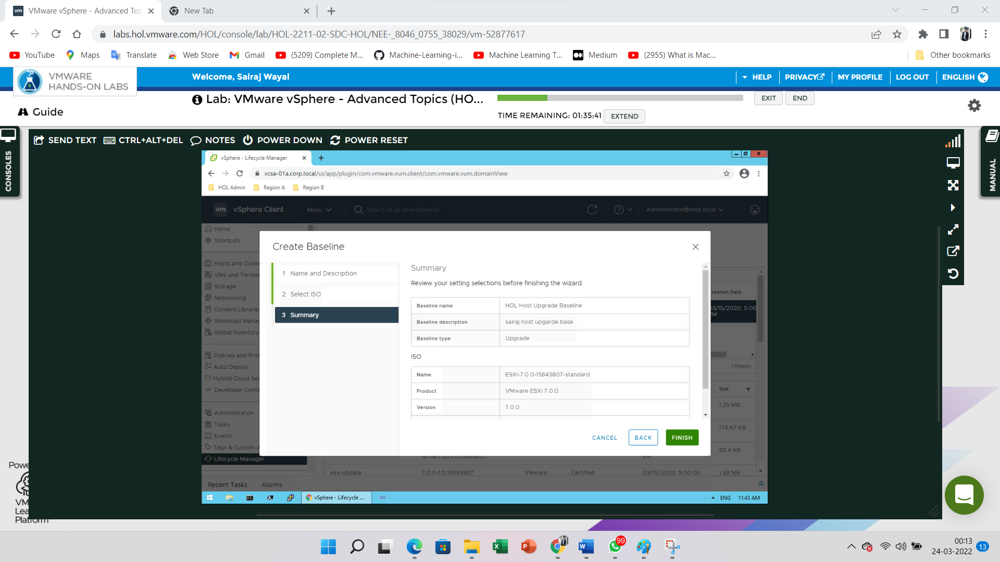 VMware vSphere - Advanced Top
New Tab
labs.hol.vmware.com/HOL/console/lab/HOL-2211-02-SDC-HOL/NEE-_8046_0755_38029/vm-52877617
YouTube
Maps
Translate
Web Store
Gmail
(5209) Complete M...
Machine-Learning-i...
Machine Learning T...
Medium
(2955) What is Mac...
Other bookmarks
VMWARE
HANDS-ON LABS
Welcome, Sairaj Wayal
HELP
PRIVACY
MY PROFILE
LOG OUT
ENGLISH
Lab: VMware vSphere - Advanced Topics (HO...
EXIT
END
Guide
TIME REMAINING: 01:35:41
EXTEND
CONSOLES
SEND TEXT
CTRL+ALT+DEL
NOTES
POWER DOWN
POWER RESET
MANUAL
vSphere - Lifecycle Manager
vcsa-01a.corp.local/ui/app/plugin/com.vmware.vum.client/com.vmware.vum.domainView
HOL Admin
Region A
Region B
vm
vSphere Client
Menu
Search in all environments
Administrator@corp.local
Home
Shortcuts
Hosts and Cluste
VMs and Templa
Storage
Networking
Content Librarie
Workload Manag
Global Inventory
Policies and Prof
Auto Deploy
Hybrid Cloud Ser
Developer Cente
Administration
Tasks
Events
Tags & Custom A
Lifecycle Manager
Create Baseline
1 Name and Description
2 Select ISO
3 Summary
Summary
Review your setting selections before finishing the wizard.
Baseline name HOL Host Upgrade Baseline
Baseline description sairaj host upgarde base
Baseline type Upgrade
ISO
Name ESXi-7.0.0-15843807-standard
Product VMware ESXi 7.0.0
Version 7.0.0
CANCEL
BACK
FINISH
reation Date
03/15/2020, 5:00
PM
1 Images
Size
1.25 MB
176.67 KB
93.4 KB
esx-update 7.0.0-1.0.15843807 VMware Certified 03/15/2020, 5:00:00 1.39 MB
Recent Tasks
Alarms
vSphere - Lifecycle ...
ENG
11:43 AM
Powe
VM
Lea
Platform
99
00:13
24-03-2022
13